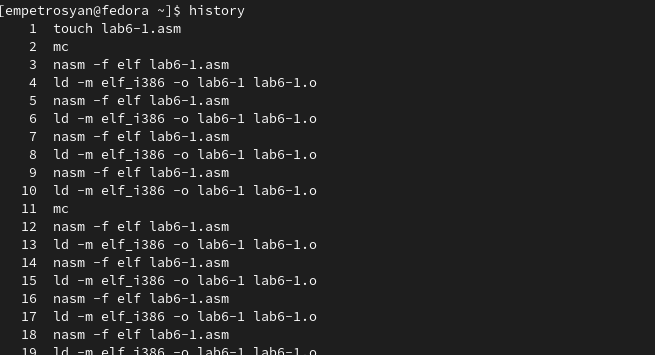 [empetrosyan@fedora ~]$ history
1 touch lab6-1.asm
2 mc
3 nasm -f elf lab6-1.asm
4 ld -m elf_i386 -o lab6-1 lab6-1.o
5 nasm -f elf lab6-1.asm
6 ld -m elf_i386 -o lab6-1 lab6-1.o
7 nasm -f elf lab6-1.asm
8 ld -m elf_i386 -o lab6-1 lab6-1.o
9 nasm -f elf lab6-1.asm
10 ld -m elf_i386 -o lab6-1 lab6-1.o
11 mc
12 nasm -f elf lab6-1.asm
13 ld -m elf_i386 -o lab6-1 lab6-1.o
14 nasm -f elf lab6-1.asm
15 ld -m elf_i386 -o lab6-1 lab6-1.o
16 nasm -f elf lab6-1.asm
17 ld -m elf_i386 -o lab6-1 lab6-1.o
18 nasm -f elf lab6-1.asm
19 ld -m elf_i386 -o lab6-1 lab6-1.o